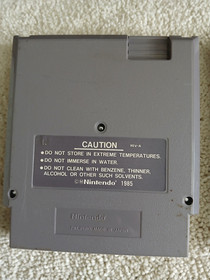 CAUTION
• DO NOT STORE IN EXTREME TEMPERATURES.
• DO NOT IMMERSE IN WATER.
• DO NOT CLEAN WITH BENZENE, THINNER,
ALCOHOL OR OTHER SUCH SOLVENTS.
©®Nintendo® 1985
Nintendo